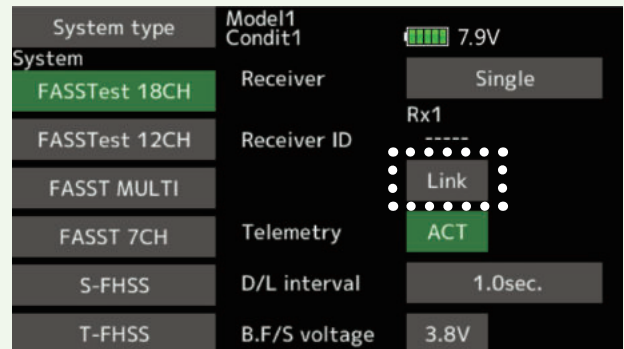 System type
Model1
Condit1
7.9V
System
FASSTest 18CH
Receiver
Single
Rx1
FASSTest 12CH
Receiver ID
-----
FASST MULTI
Link
FASST 7CH
Telemetry
ACT
S-FHSS
D/L interval
1.0sec.
T-FHSS
B.F/S voltage
3.8V